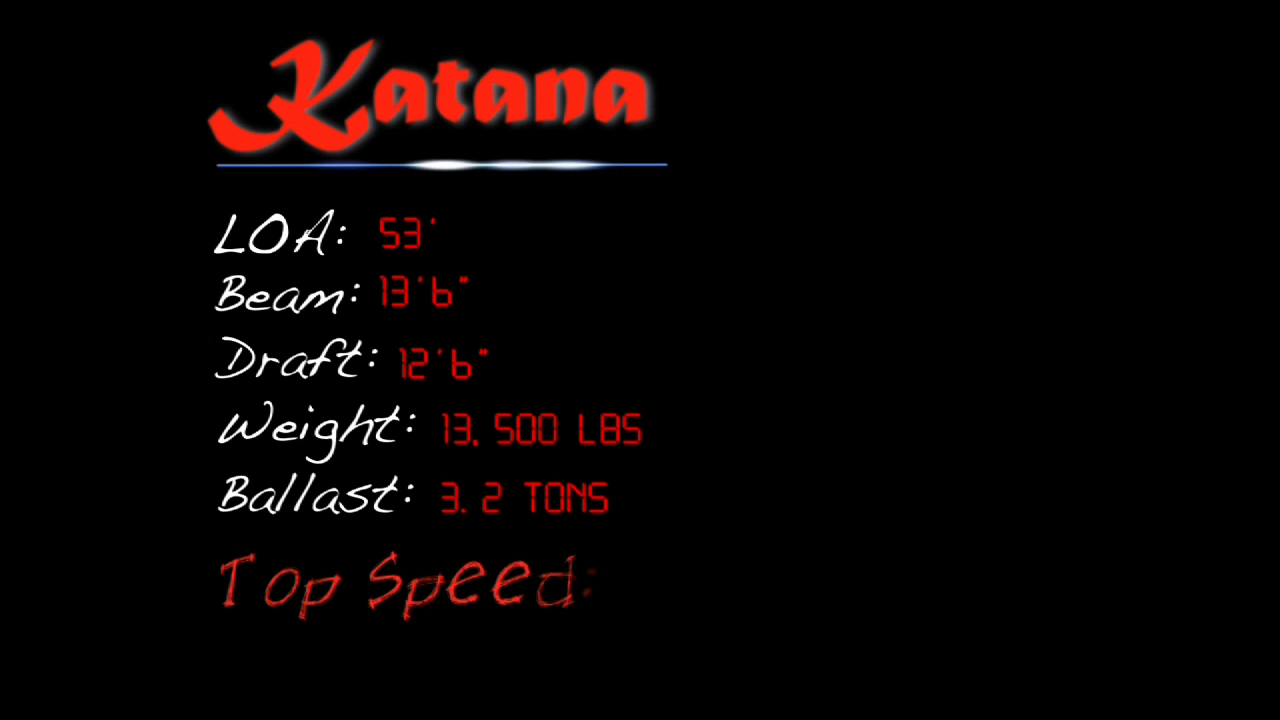 Katana
LOA: 53'
Beam: 13'6"
Draft: 12'6"
Weight: 13,500 LBS
Ballast: 3.2 TONS
Top Speed: